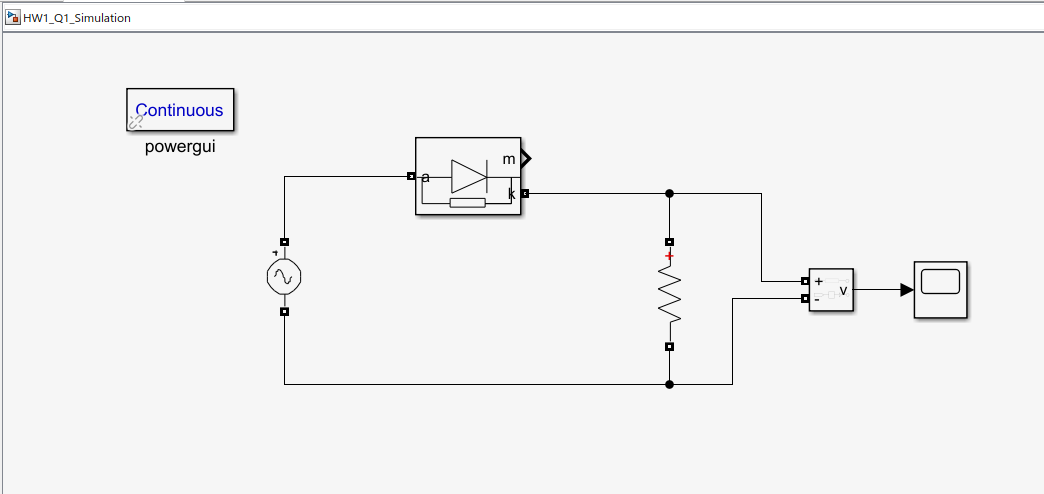 HW1_Q1_Simulation
Continuous
powergui
m
a
k
+
+
+
v
-